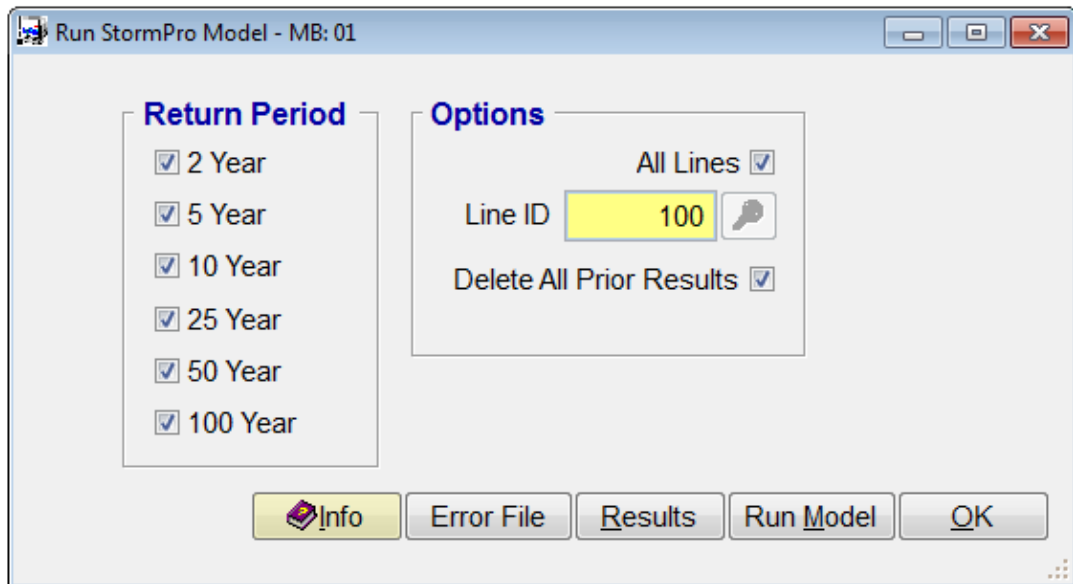 Run StormPro Model - MB: 01
Return Period
2 Year
5 Year
10 Year
25 Year
50 Year
100 Year
Options
All Lines
Line ID 100
Delete All Prior Results
Info Error File Results Run Model OK